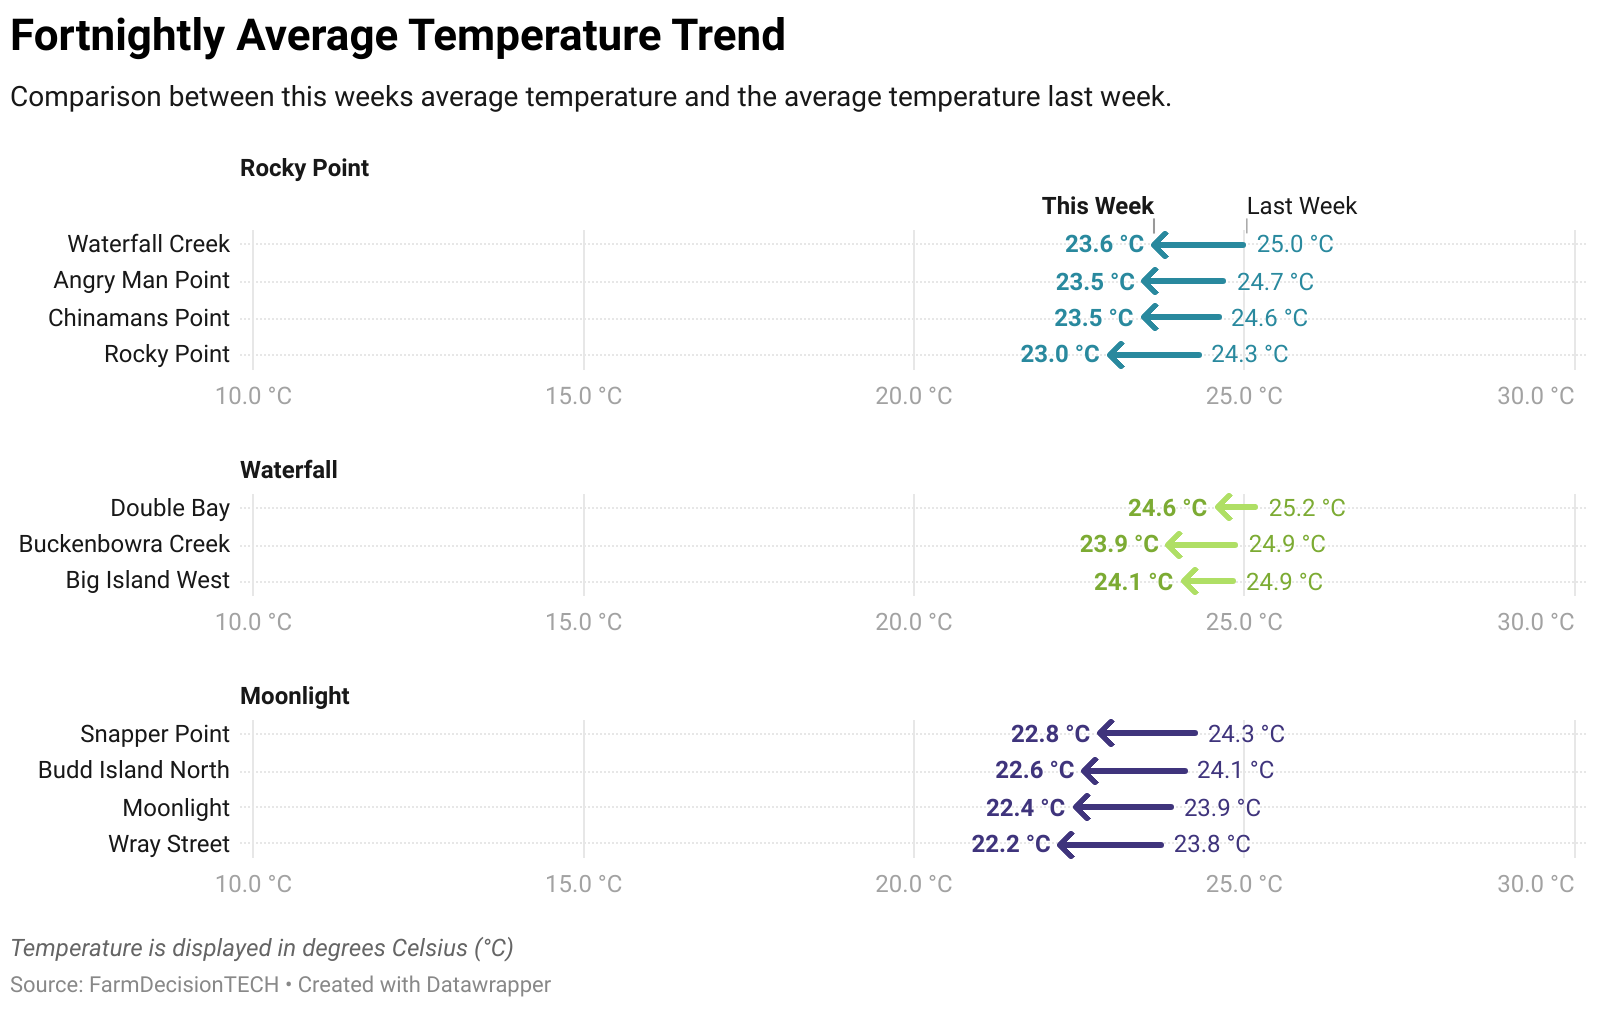 Fortnightly Average Temperature Trend
Comparison between this weeks average temperature and the average temperature last week.
Rocky Point
This Week Last Week
Waterfall Creek 23.6 °C 25.0 °C
Angry Man Point 23.5 °C 24.7 °C
Chinamans Point 23.5 °C 24.6 °C
Rocky Point 23.0 °C 24.3 °C
10.0 °C 15.0 °C 20.0 °C 25.0 °C 30.0 °C
Waterfall
Double Bay 24.6 °C 25.2 °C
Buckenbowra Creek 23.9 °C 24.9 °C
Big Island West 24.1 °C 24.9 °C
10.0 °C 15.0 °C 20.0 °C 25.0 °C 30.0 °C
Moonlight
Snapper Point 22.8 °C 24.3 °C
Budd Island North 22.6 °C 24.1 °C
Moonlight 22.4 °C 23.9 °C
Wray Street 22.2 °C 23.8 °C
10.0 °C 15.0 °C 20.0 °C 25.0 °C 30.0 °C
Temperature is displayed in degrees Celsius (°C)
Source: FarmDecisionTECH • Created with Datawrapper